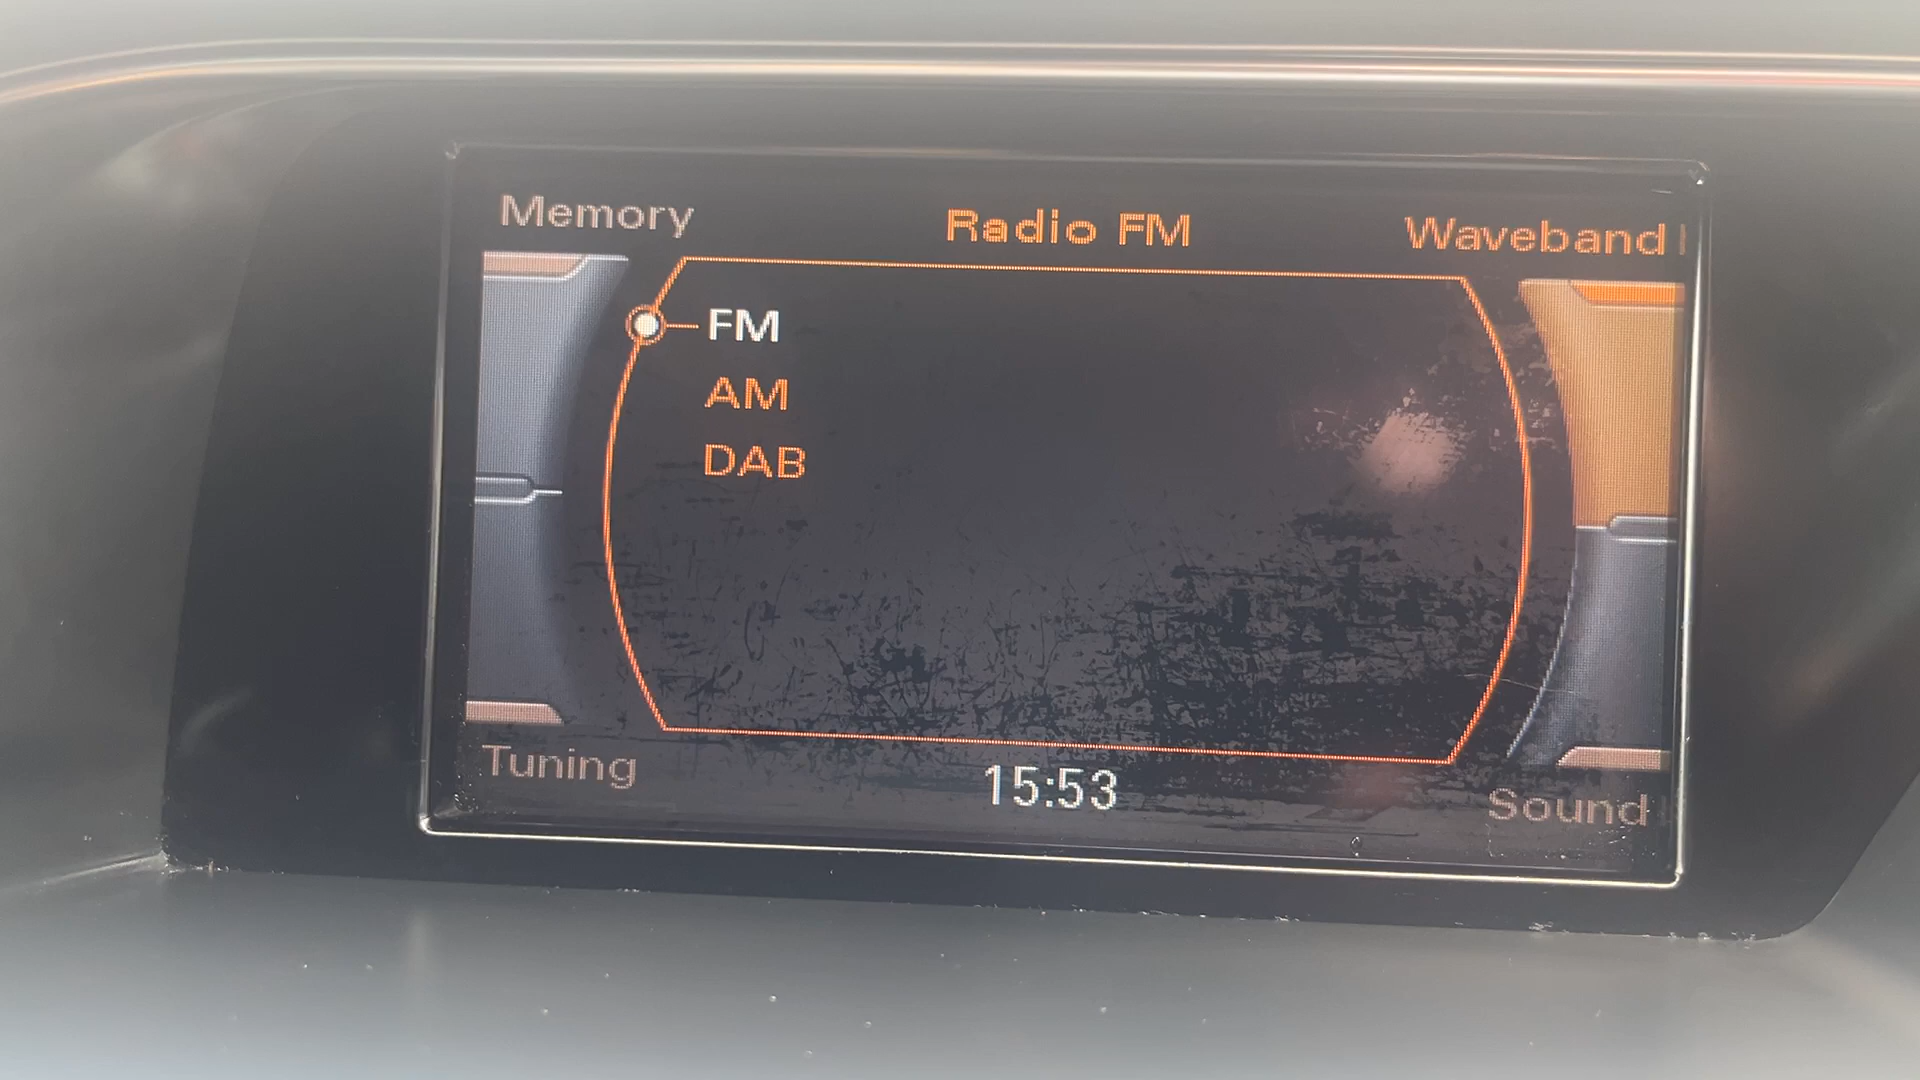 Memory
Radio FM
Waveband
FM
AM
DAB
Tuning
15:53
Sound